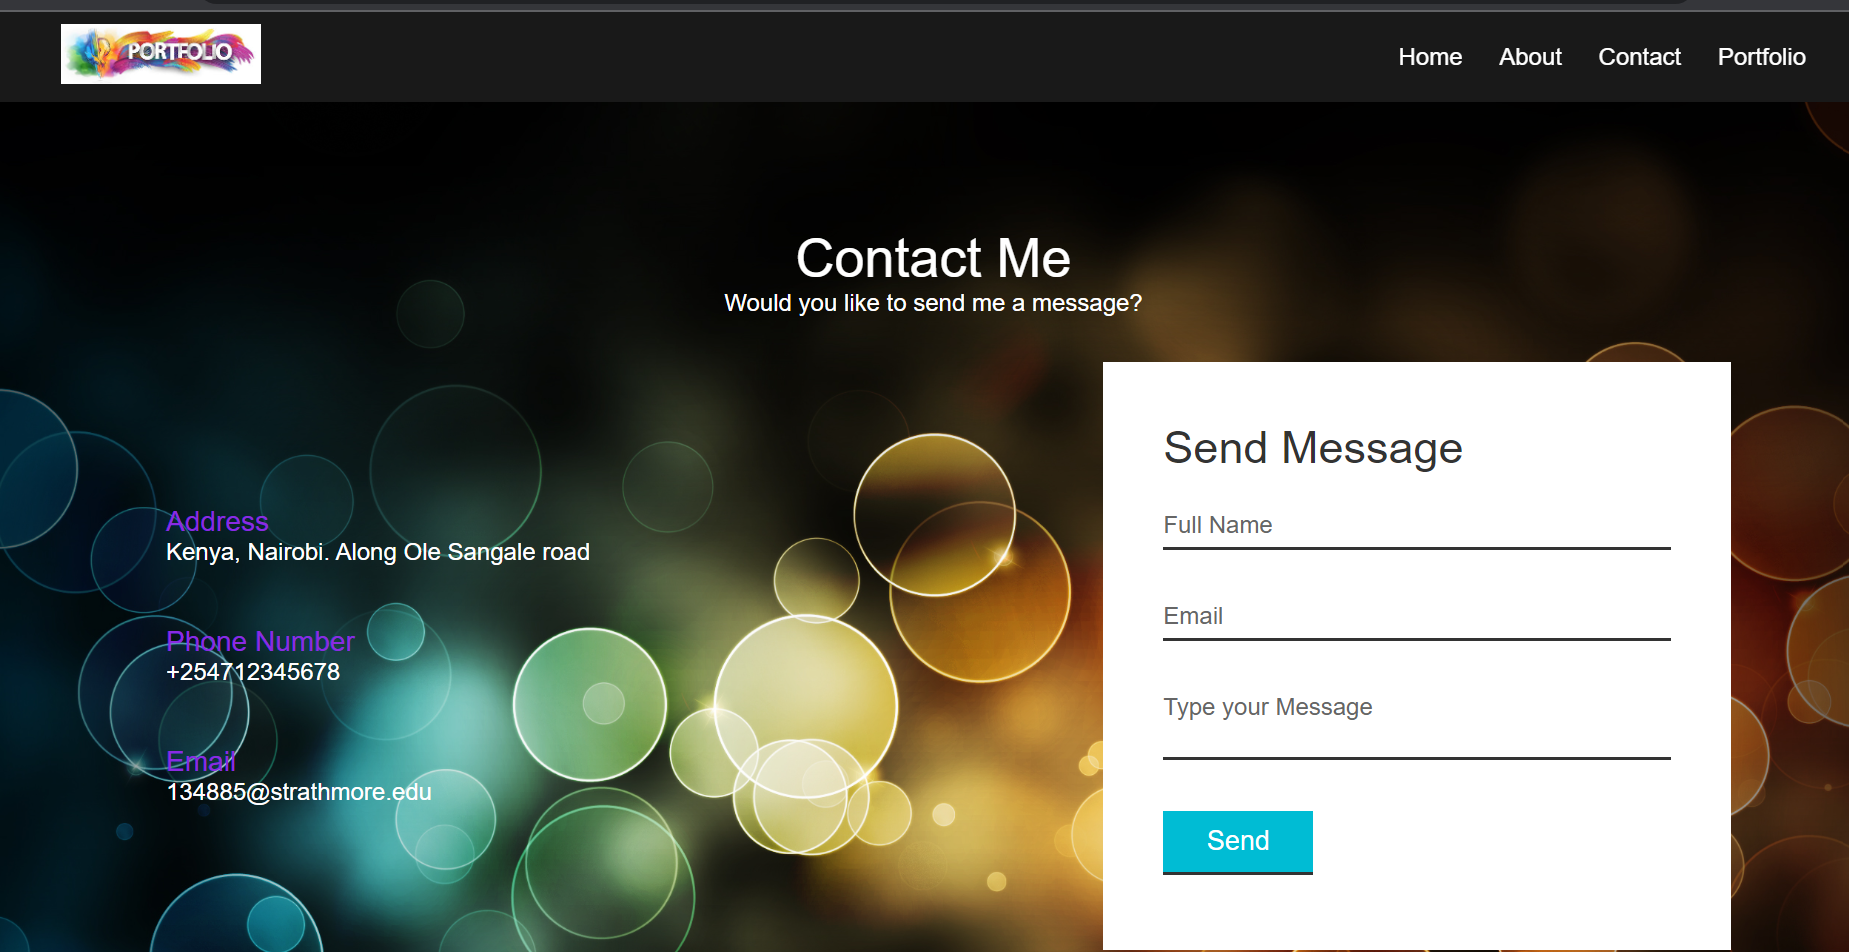 PORTFOLIO
Home About Contact Portfolio
Contact Me
Would you like to send me a message?
Address
Kenya, Nairobi. Along Ole Sangale road
Phone Number
+254712345678
Email
134885@strathmore.edu
Send Message
Full Name
Email
Type your Message
Send